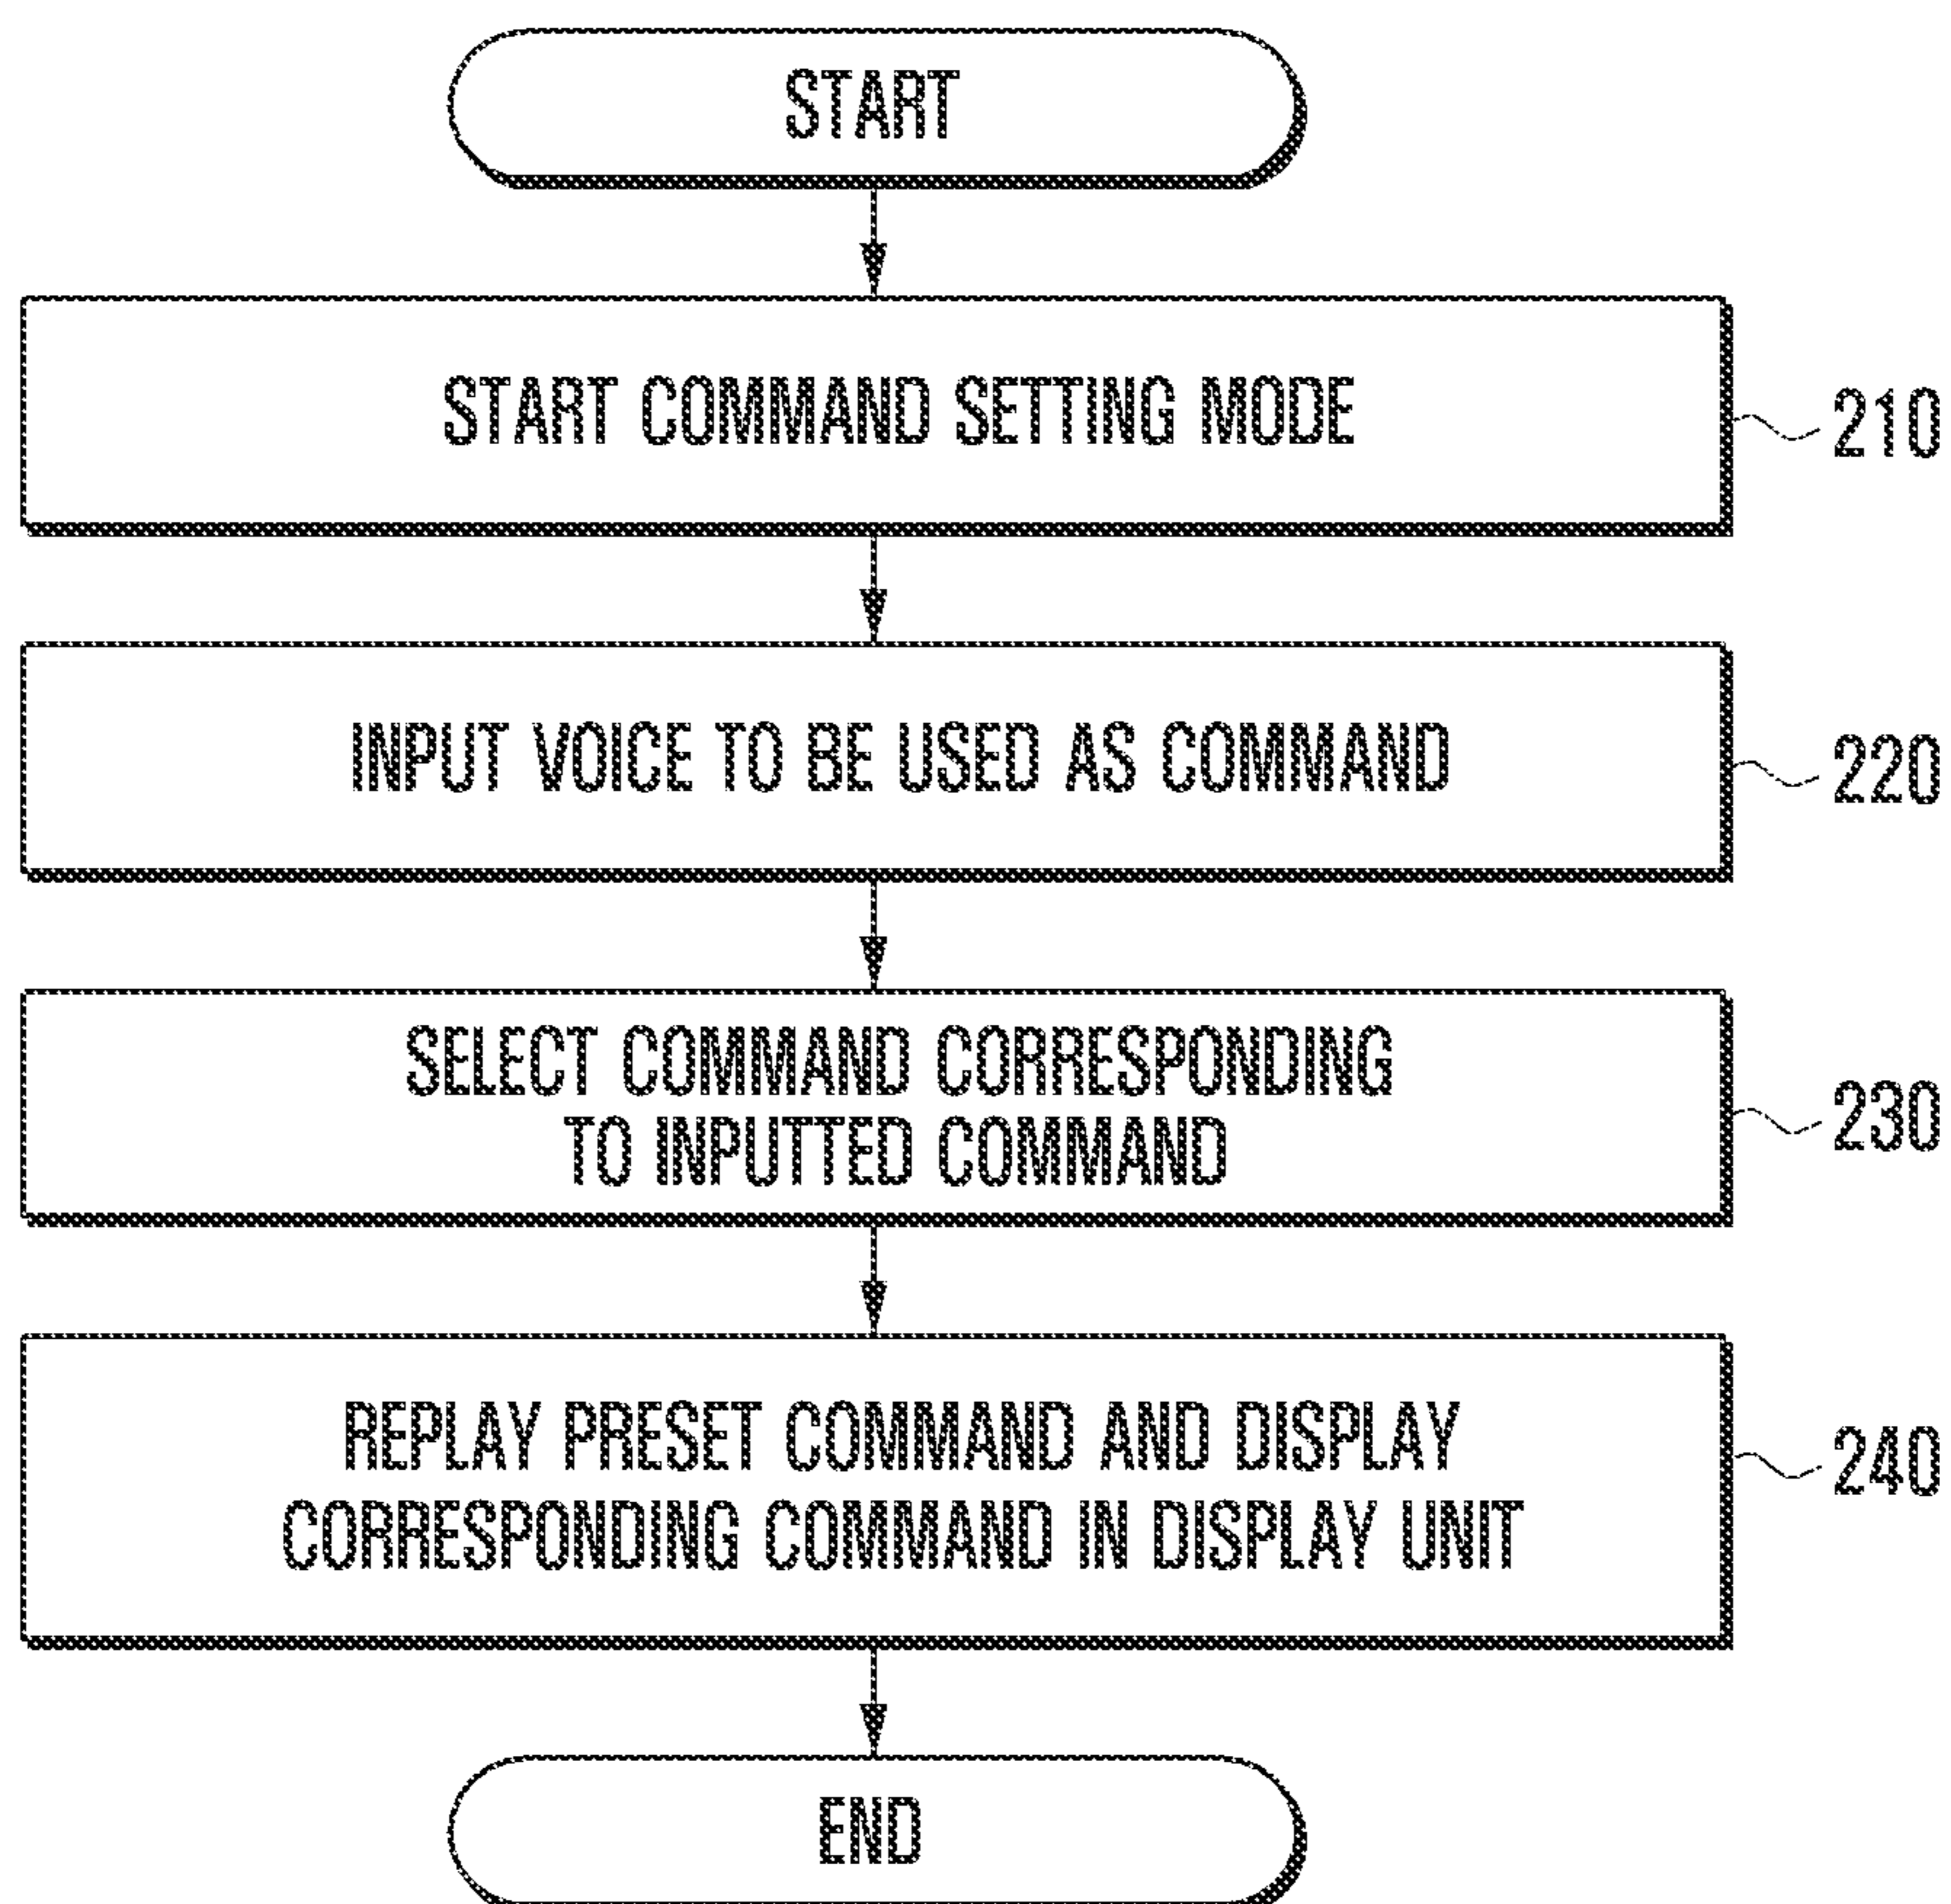 START
START COMMAND SETTING MODE
210
INPUT VOICE TO BE USED AS COMMAND
220
SELECT COMMAND CORRESPONDING
TO INPUTTED COMMAND
230
REPLAY PRESET COMMAND AND DISPLAY
CORRESPONDING COMMAND IN DISPLAY UNIT
240
END